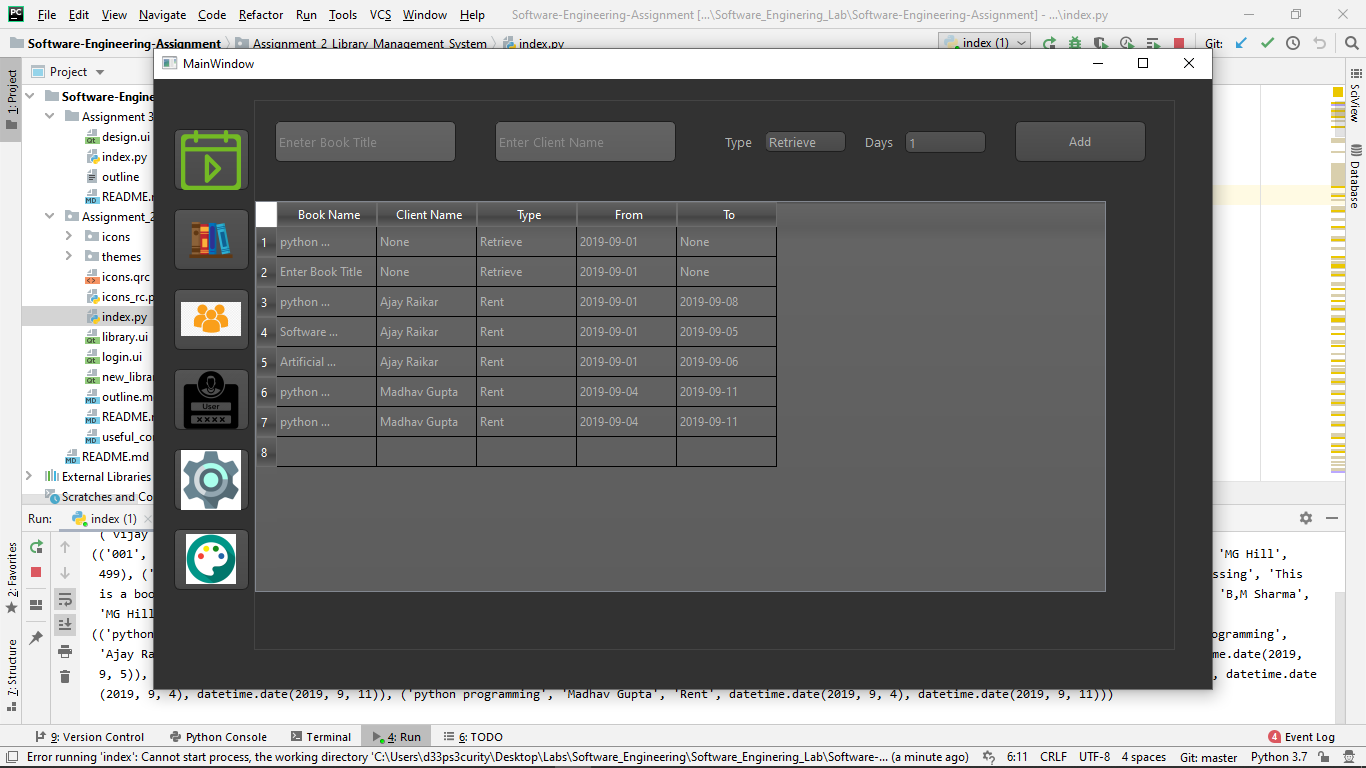 File Edit View Navigate Code Refactor Run Tools VCS Window Help Software-Engineering-Assignment [...\Software_Enginering_Lab\Software-Engineering-Assignment] - ...\index.py
Software-Engineering-Assignment Assignment_2_Library_Management_System index.py index (1) Git:
MainWindow
1: Project
Project
Software-Engine
Assignment 3
design.ui
index.py
outline
README.
Assignment_2
icons
themes
icons.qrc
icons_rc.p
index.py
library.ui
login.ui
new_libra
outline.m
README.
useful_co
README.md
External Libraries
Scratches and Co
Eneter Book Title Enter Client Name Type Retrieve Days 1 Add
Book Name Client Name Type From To
1 python ... None Retrieve 2019-09-01 None
2 Enter Book Title None Retrieve 2019-09-01 None
3 python ... Ajay Raikar Rent 2019-09-01 2019-09-08
4 Software ... Ajay Raikar Rent 2019-09-01 2019-09-05
5 Artificial ... Ajay Raikar Rent 2019-09-01 2019-09-06
6 python ... Madhav Gupta Rent 2019-09-04 2019-09-11
7 python ... Madhav Gupta Rent 2019-09-04 2019-09-11
8
User
xxxx
SciView
Database
Run: index (1)
2: Favorites
7: Structure
('Vijay
(('001', 'MG Hill',
499), (' ssing', 'This
is a boo 'B,M Sharma',
'MG Hill
(('python ogramming',
'Ajay Ra me.date(2019,
9, 5)), , datetime.date
(2019, 9, 4), datetime.date(2019, 9, 11)), ('python programming', 'Madhav Gupta', 'Rent', datetime.date(2019, 9, 4), datetime.date(2019, 9, 11)))
9: Version Control Python Console Terminal 4: Run 6: TODO 4 Event Log
Error running 'index': Cannot start process, the working directory 'C:\Users\d33ps3curity\Desktop\Labs\Software_Engineering\Software_Enginering_Lab\Software-... (a minute ago) 6:11 CRLF UTF-8 4 spaces Git: master Python 3.7